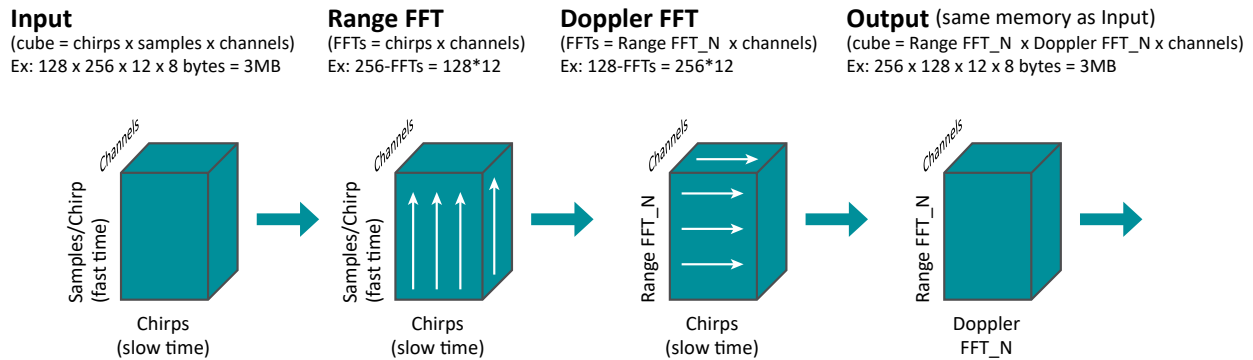 Input
(cube = chirps x samples x channels)
Ex: 128 x 256 x 12 x 8 bytes = 3MB
Channels
Samples/Chirp
(fast time)
Chirps
(slow time)
Range FFT
(FFTs = chirps x channels)
Ex: 256-FFTs = 128*12
Channels
Samples/Chirp
(fast time)
Chirps
(slow time)
Doppler FFT
(FFTs = Range FFT_N x channels)
Ex: 128-FFTs = 256*12
Channels
Range FFT_N
Chirps
(slow time)
Output (same memory as Input)
(cube = Range FFT_N x Doppler FFT_N x channels)
Ex: 256 x 128 x 12 x 8 bytes = 3MB
Channels
Range FFT_N
Doppler
FFT_N